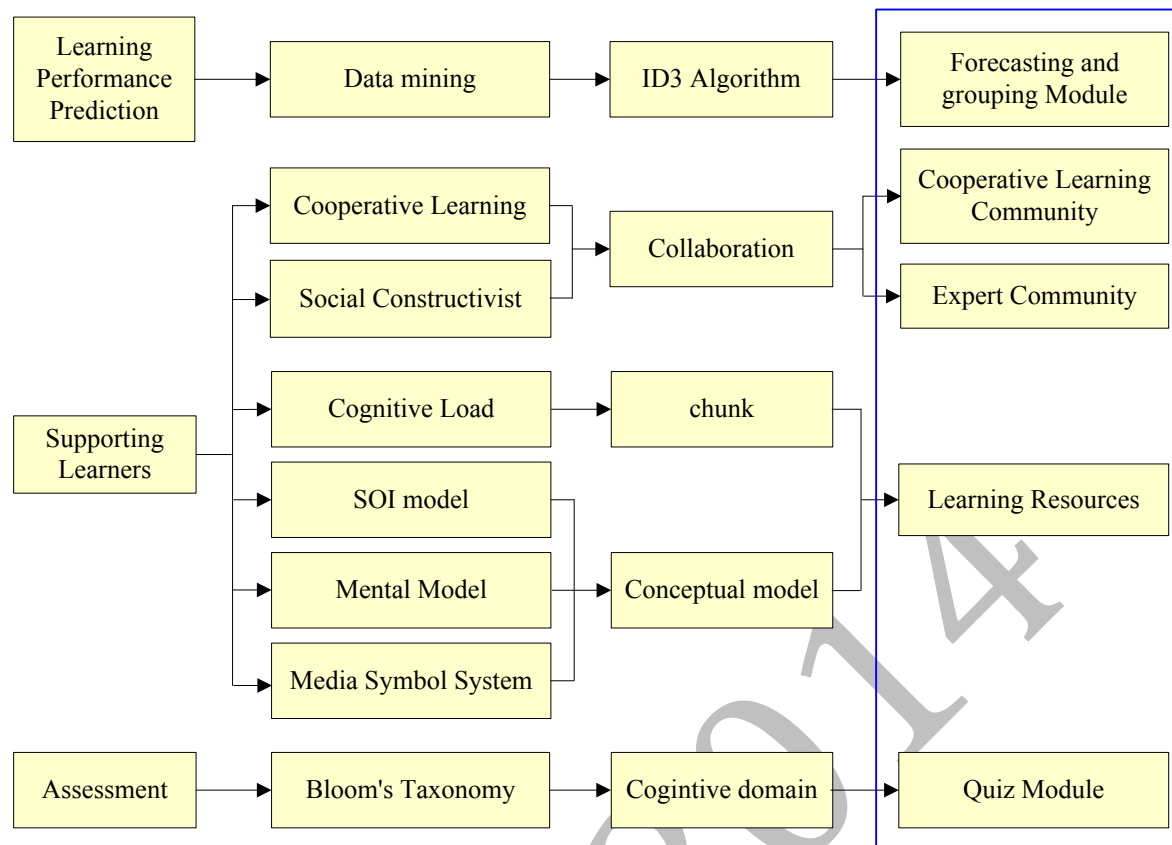 Learning
Performance
Prediction
Data mining
ID3 Algorithm
Forecasting and
grouping Module
Cooperative Learning
Social Constructivist
Collaboration
Cooperative Learning
Community
Expert Community
Supporting
Learners
Cognitive Load
chunk
SOI model
Mental Model
Media Symbol System
Conceptual model
Learning Resources
Assessment
Bloom's Taxonomy
Cogintive domain
Quiz Module
2014